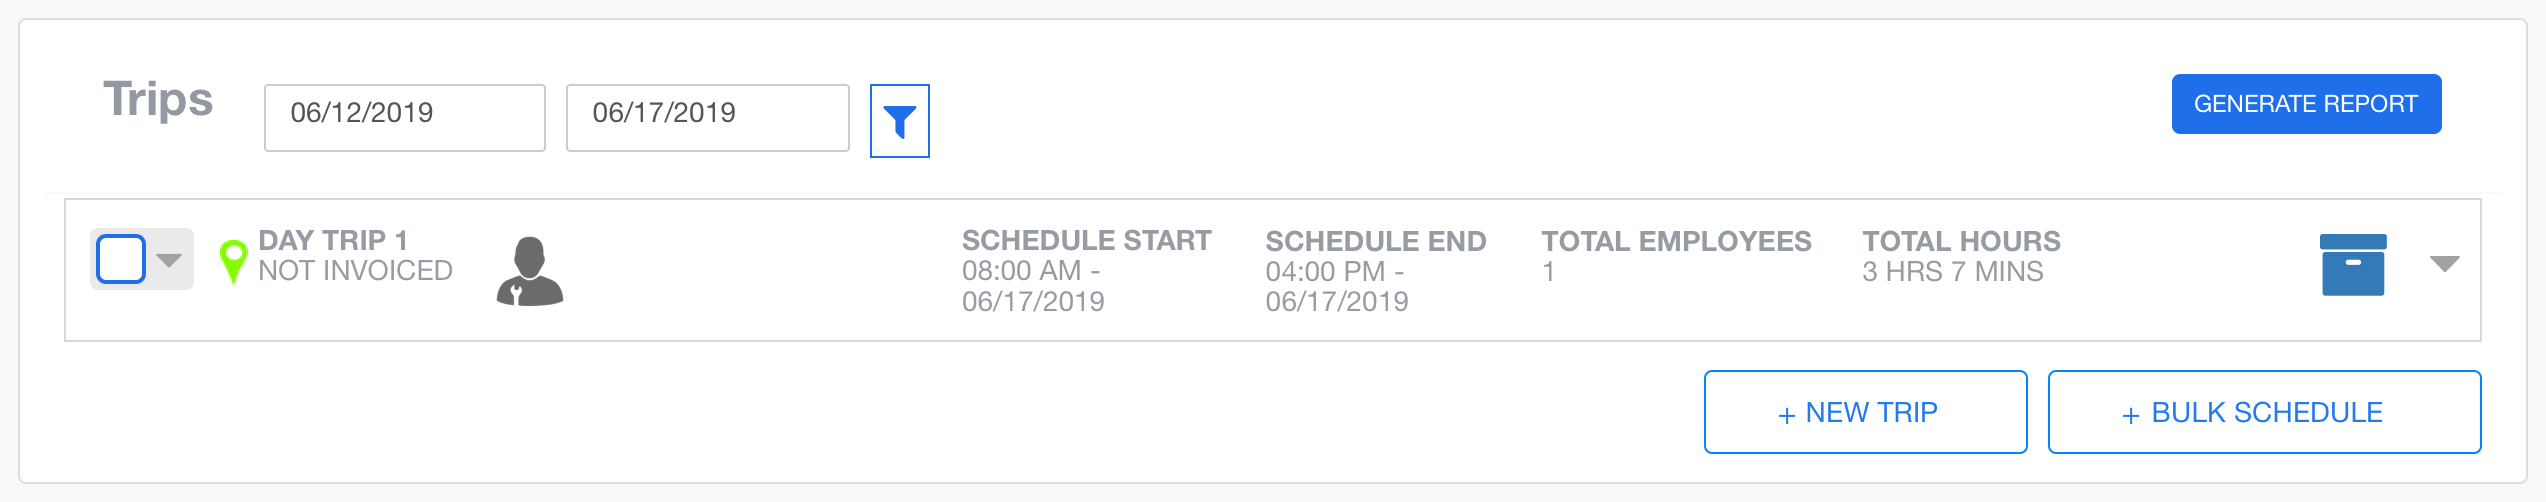 Trips
06/12/2019
06/17/2019
GENERATE REPORT
DAY TRIP 1
NOT INVOICED
SCHEDULE START
08:00 AM -
06/17/2019
SCHEDULE END
04:00 PM -
06/17/2019
TOTAL EMPLOYEES
1
TOTAL HOURS
3 HRS 7 MINS
+ NEW TRIP
+ BULK SCHEDULE